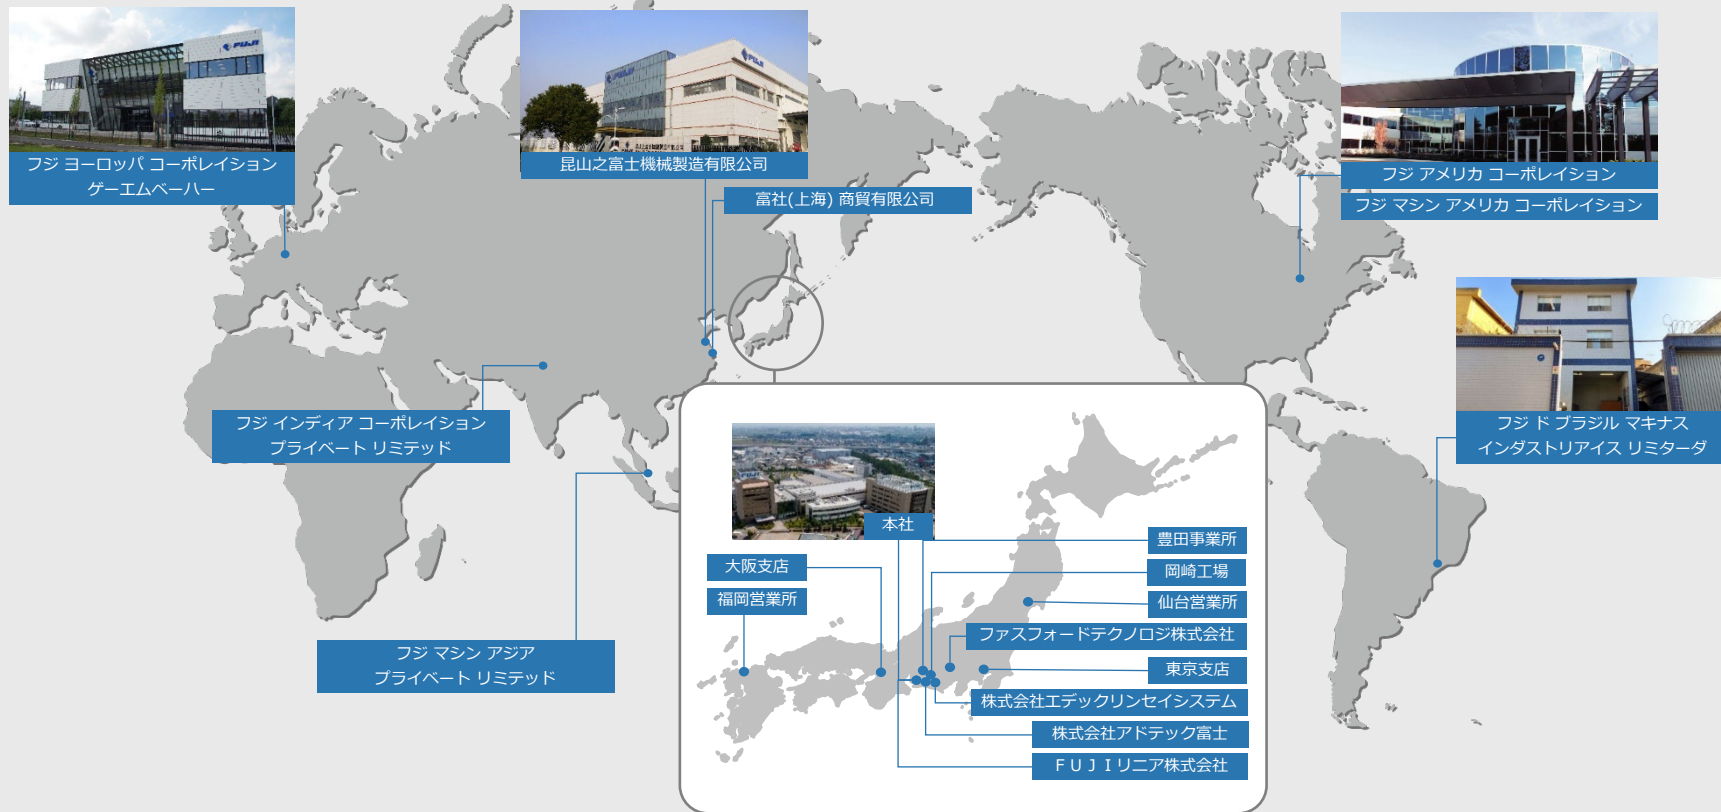 FUJI
フジ ヨーロッパ コーポレイション
ゲーエムベーハー
FUJI
FUJI
昆山之富士機械製造有限公司
富社(上海) 商貿有限公司
フジ アメリカ コーポレイション
フジ マシン アメリカ コーポレイション
フジ ド ブラジル マキナス
インダストリアイス リミターダ
フジ インディア コーポレイション
プライベート リミテッド
フジ マシン アジア
プライベート リミテッド
本社
大阪支店
福岡営業所
豊田事業所
岡崎工場
仙台営業所
ファスフォードテクノロジ株式会社
東京支店
株式会社エデックリンセイシステム
株式会社アドテック富士
ＦＵＪＩリニア株式会社